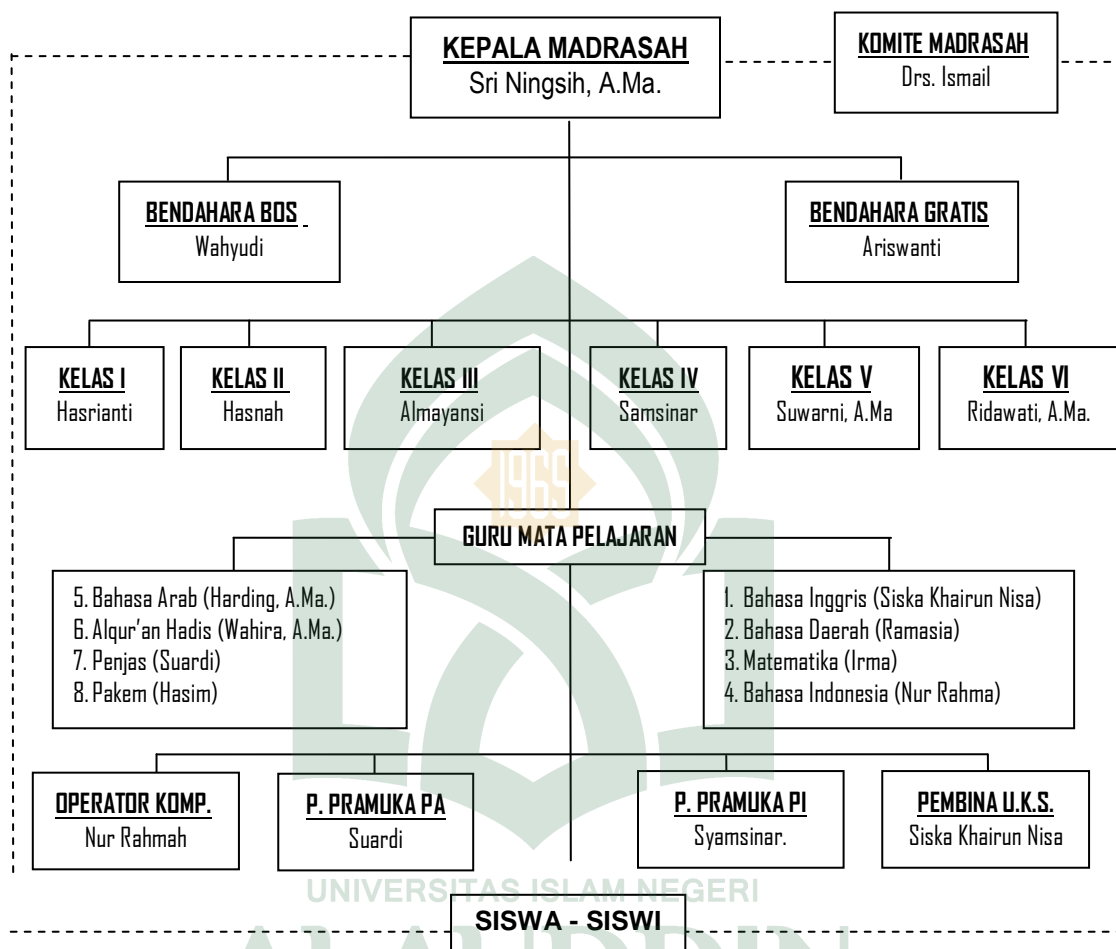 KEPALA MADRASAH
Sri Ningsih, A.Ma.
KOMITE MADRASAH
Drs. Ismail
BENDAHARA BOS
Wahyudi
BENDAHARA GRATIS
Ariswanti
KELAS I
Hasrianti
KELAS II
Hasnah
KELAS III
Almayansi
KELAS IV
Samsinar
KELAS V
Suwarni, A.Ma
KELAS VI
Ridawati, A.Ma.
1965
GURU MATA PELAJARAN
5. Bahasa Arab (Harding, A.Ma.)
6. Alqur’an Hadis (Wahira, A.Ma.)
7. Penjas (Suardi)
8. Pakem (Hasim)
1. Bahasa Inggris (Siska Khairun Nisa)
2. Bahasa Daerah (Ramasia)
3. Matematika (Irma)
4. Bahasa Indonesia (Nur Rahma)
OPERATOR KOMP.
Nur Rahmah
P. PRAMUKA PA
Suardi
P. PRAMUKA PI
Syamsinar.
PEMBINA U.K.S.
Siska Khairun Nisa
UNIVERSITAS ISLAM NEGERI
SISWA - SISWI
ALAUDDIN